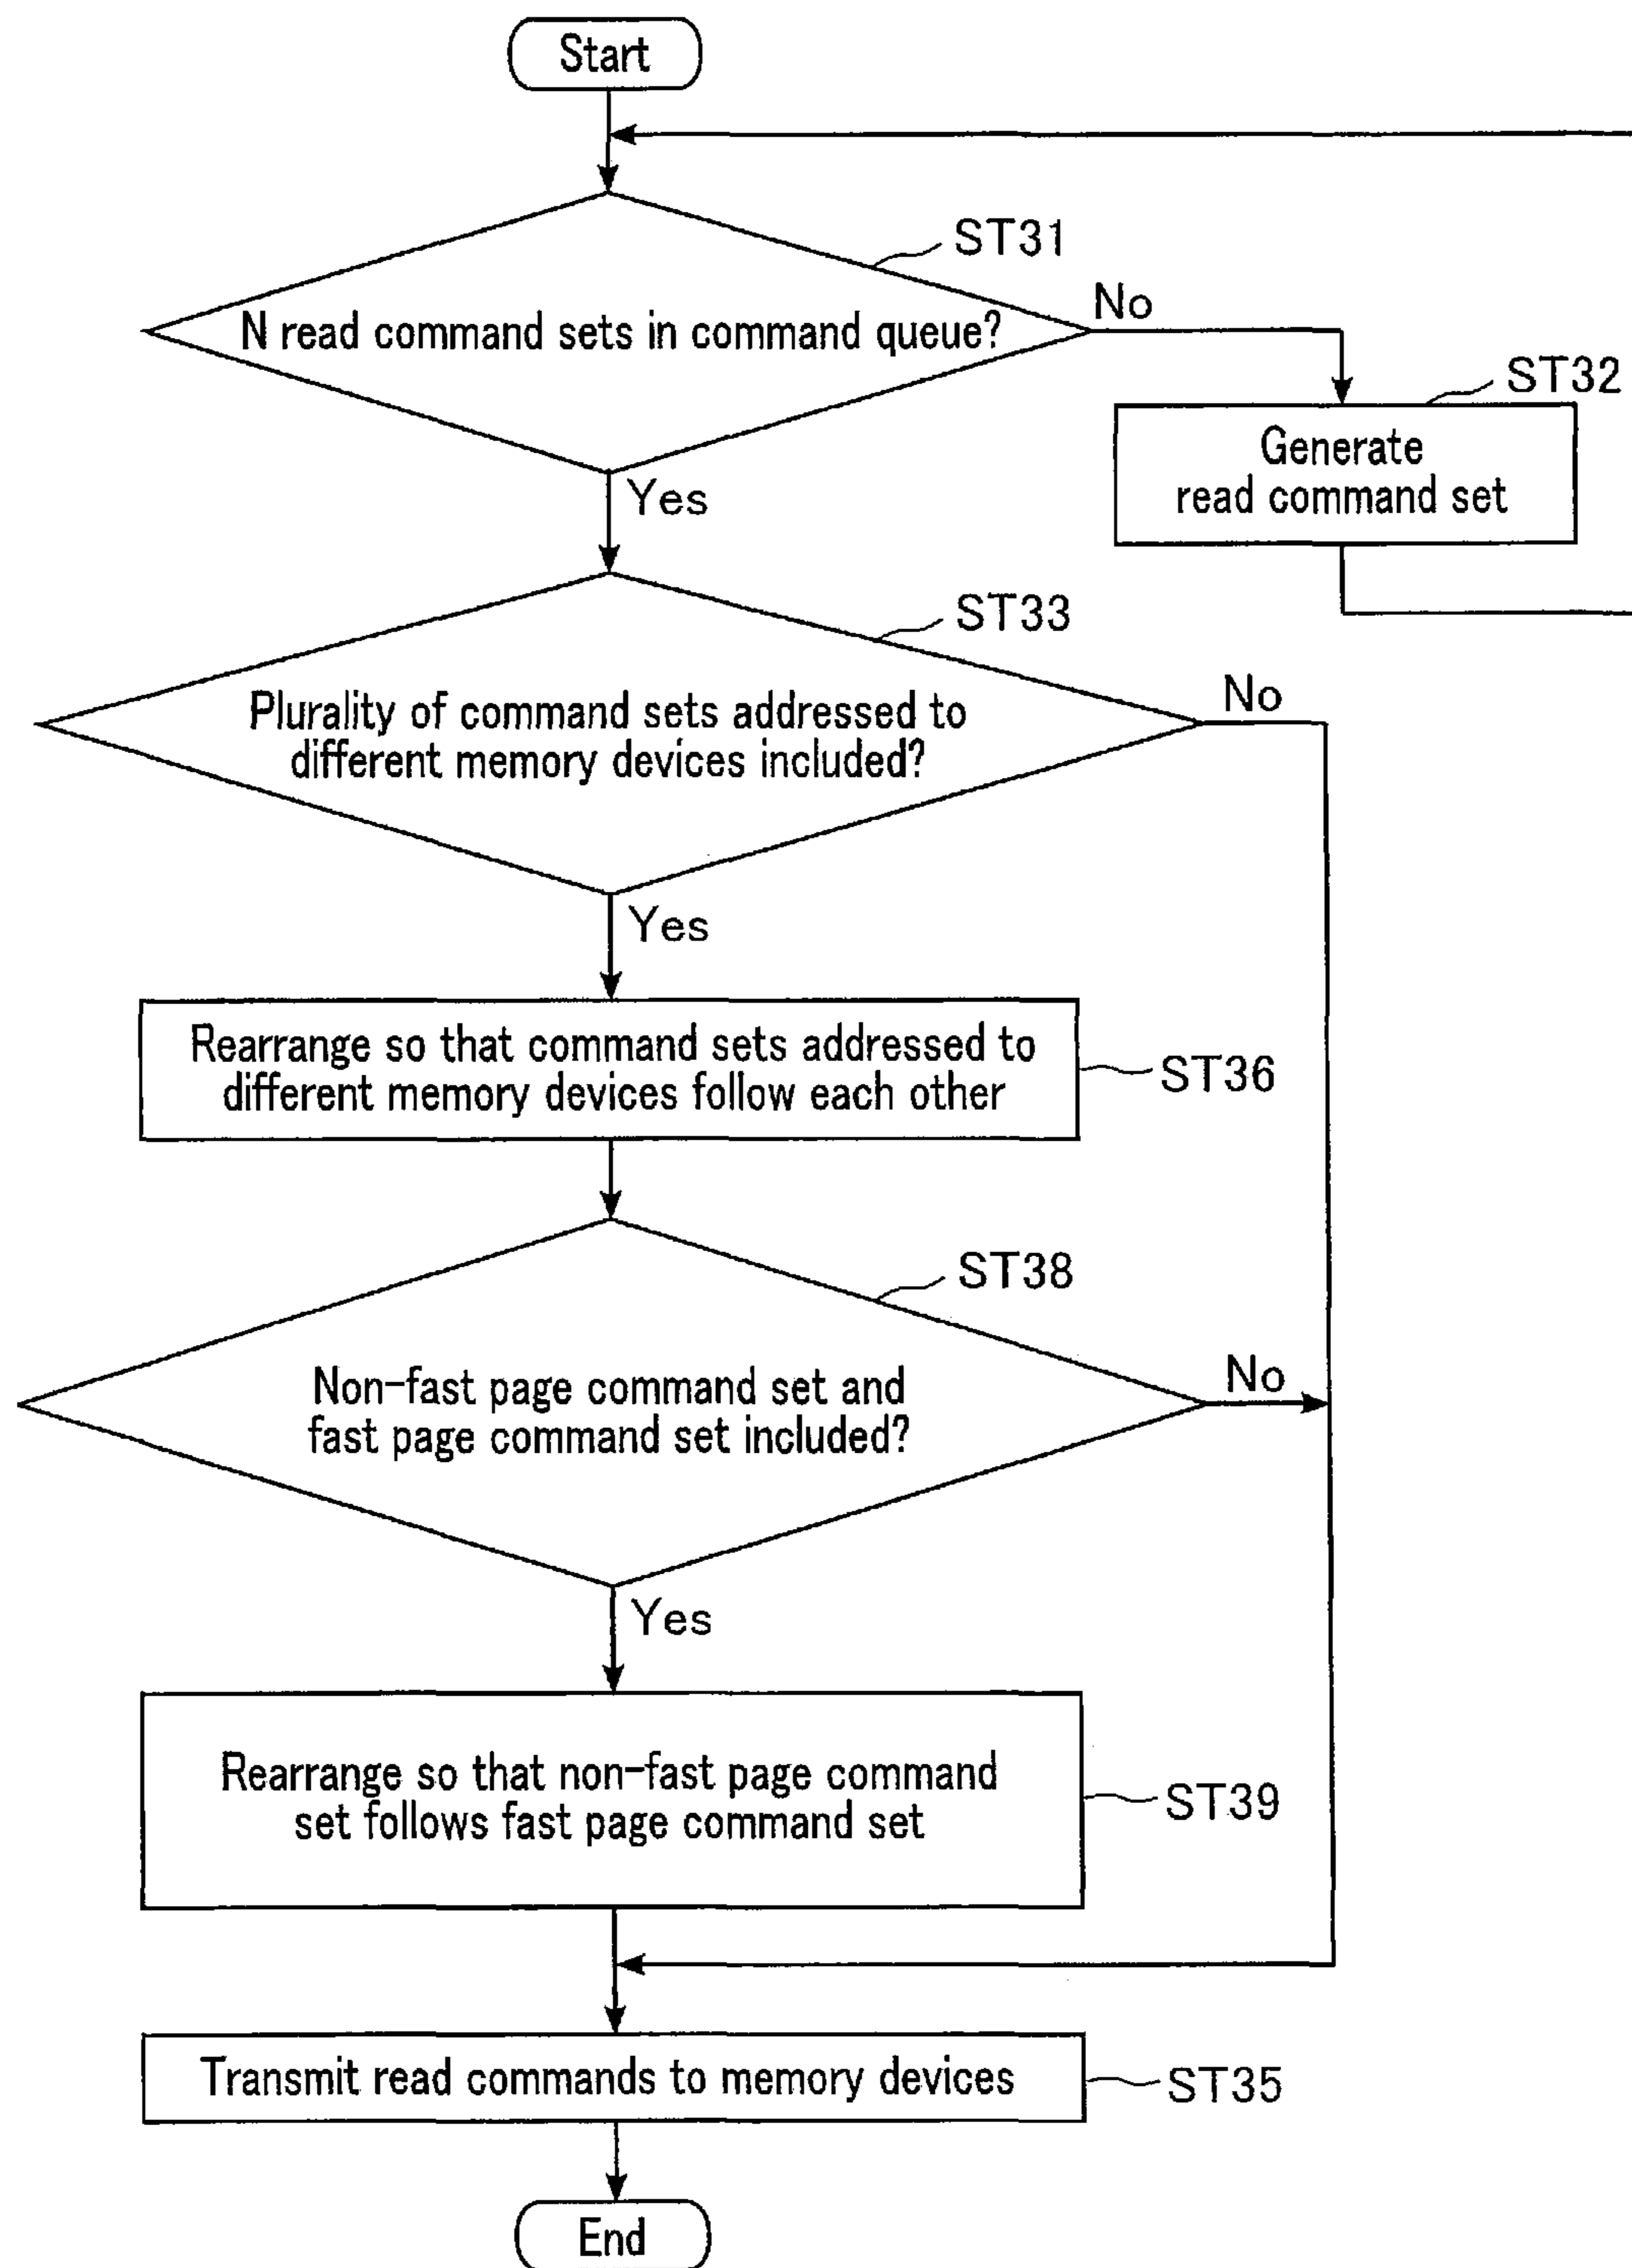 Start
ST31
N read command sets in command queue?
No
ST32
Generate
read command set
Yes
ST33
Plurality of command sets addressed to
different memory devices included?
No
Yes
Rearrange so that command sets addressed to
different memory devices follow each other
ST36
ST38
Non-fast page command set and
fast page command set included?
No
Yes
Rearrange so that non-fast page command
set follows fast page command set
ST39
Transmit read commands to memory devices
ST35
End